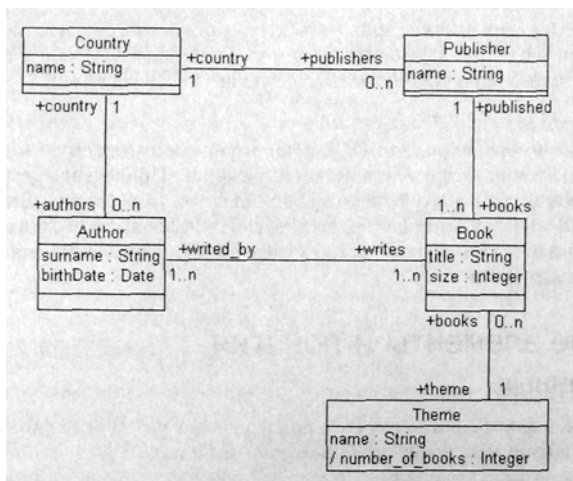 Country
name : String
+country
+publishers
1
0..n
Publisher
name : String
+country
1
1
+published
+authors
0..n
1..n
+books
Author
surname : String
birthDate : Date
+writed_by
1..n
+writes
1..n
Book
title : String
size : Integer
+books
0..n
+theme
1
Theme
name : String
/ number_of_books : Integer